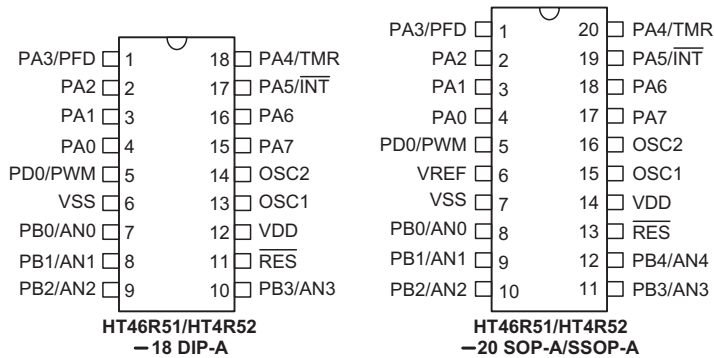 PA3/PFD 1 18 PA4/TMR
PA2 2 17 PA5/INT
PA1 3 16 PA6
PA0 4 15 PA7
PD0/PWM 5 14 OSC2
VSS 6 13 OSC1
PB0/AN0 7 12 VDD
PB1/AN1 8 11 RES
PB2/AN2 9 10 PB3/AN3
HT46R51/HT4R52
–18 DIP-A
PA3/PFD 1 20 PA4/TMR
PA2 2 19 PA5/INT
PA1 3 18 PA6
PA0 4 17 PA7
PD0/PWM 5 16 OSC2
VREF 6 15 OSC1
VSS 7 14 VDD
PB0/AN0 8 13 RES
PB1/AN1 9 12 PB4/AN4
PB2/AN2 10 11 PB3/AN3
HT46R51/HT4R52
–20 SOP-A/SSOP-A